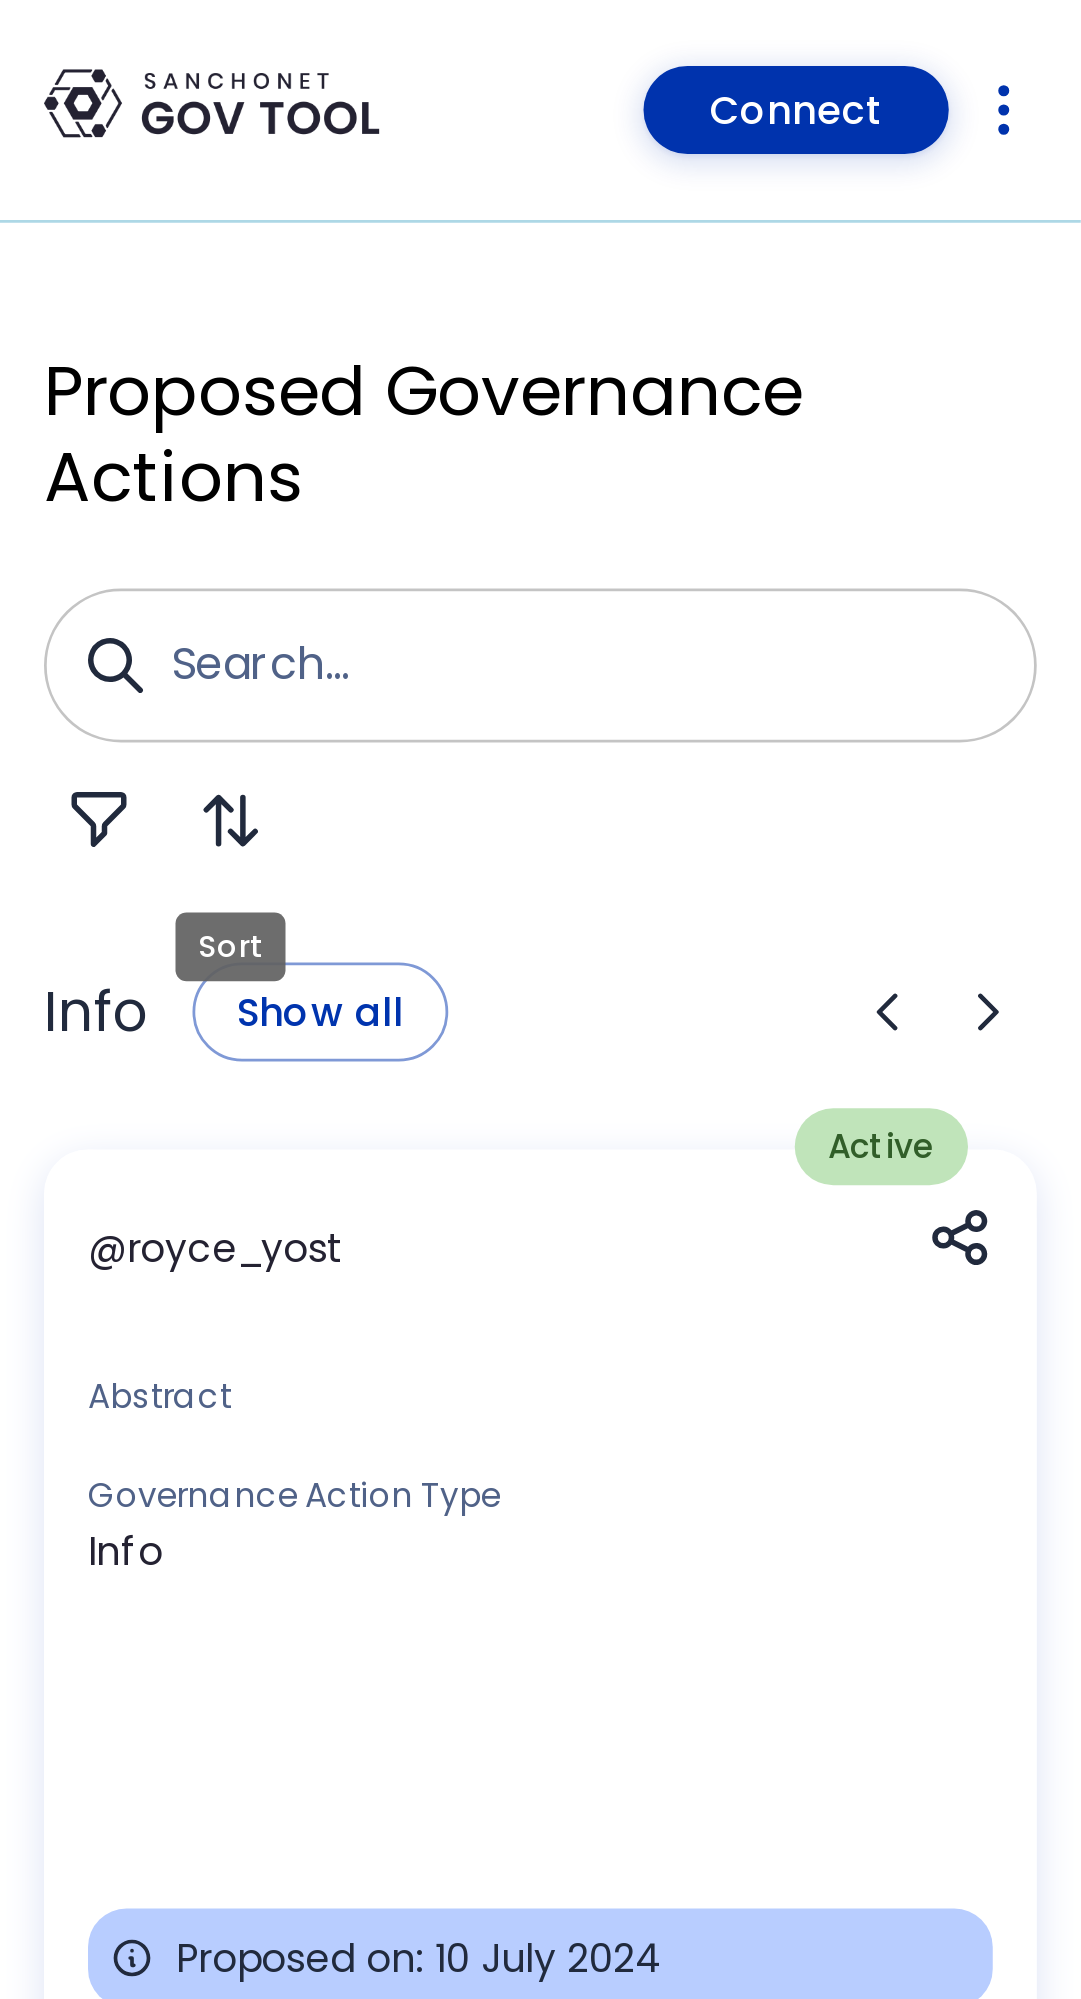 SANCHONET
GOV TOOL
Connect
Proposed Governance
Actions
Search...
Sort
Info
Show all
Active
@royce_yost
Abstract
Governance Action Type
Info
Proposed on: 10 July 2024